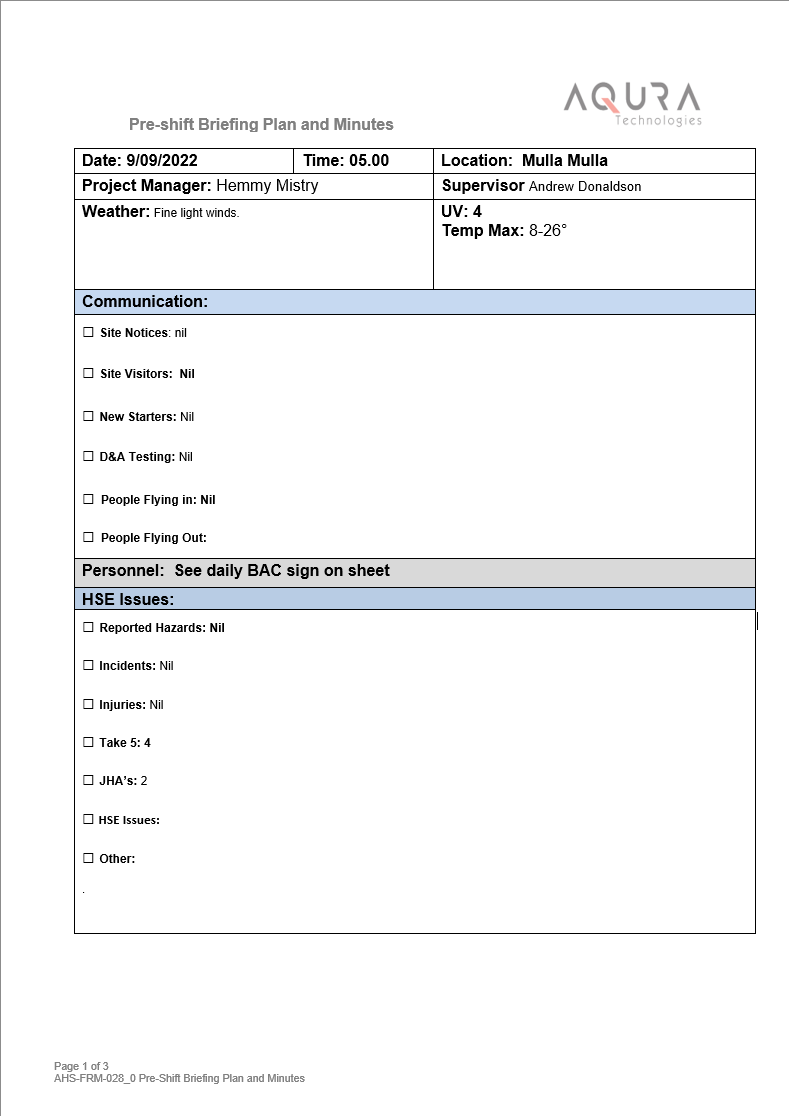 AQURA
Technologies
Pre-shift Briefing Plan and Minutes
Date: 9/09/2022 Time: 05.00 Location: Mulla Mulla
Project Manager: Hemmy Mistry Supervisor Andrew Donaldson
Weather: Fine light winds. UV: 4
Temp Max: 8-26°
Communication:
☐ Site Notices: nil
☐ Site Visitors: Nil
☐ New Starters: Nil
☐ D&A Testing: Nil
☐ People Flying in: Nil
☐ People Flying Out:
Personnel: See daily BAC sign on sheet
HSE Issues:
☐ Reported Hazards: Nil
☐ Incidents: Nil
☐ Injuries: Nil
☐ Take 5: 4
☐ JHA’s: 2
☐ HSE Issues:
☐ Other:
.
Page 1 of 3
AHS-FRM-028_0 Pre-Shift Briefing Plan and Minutes